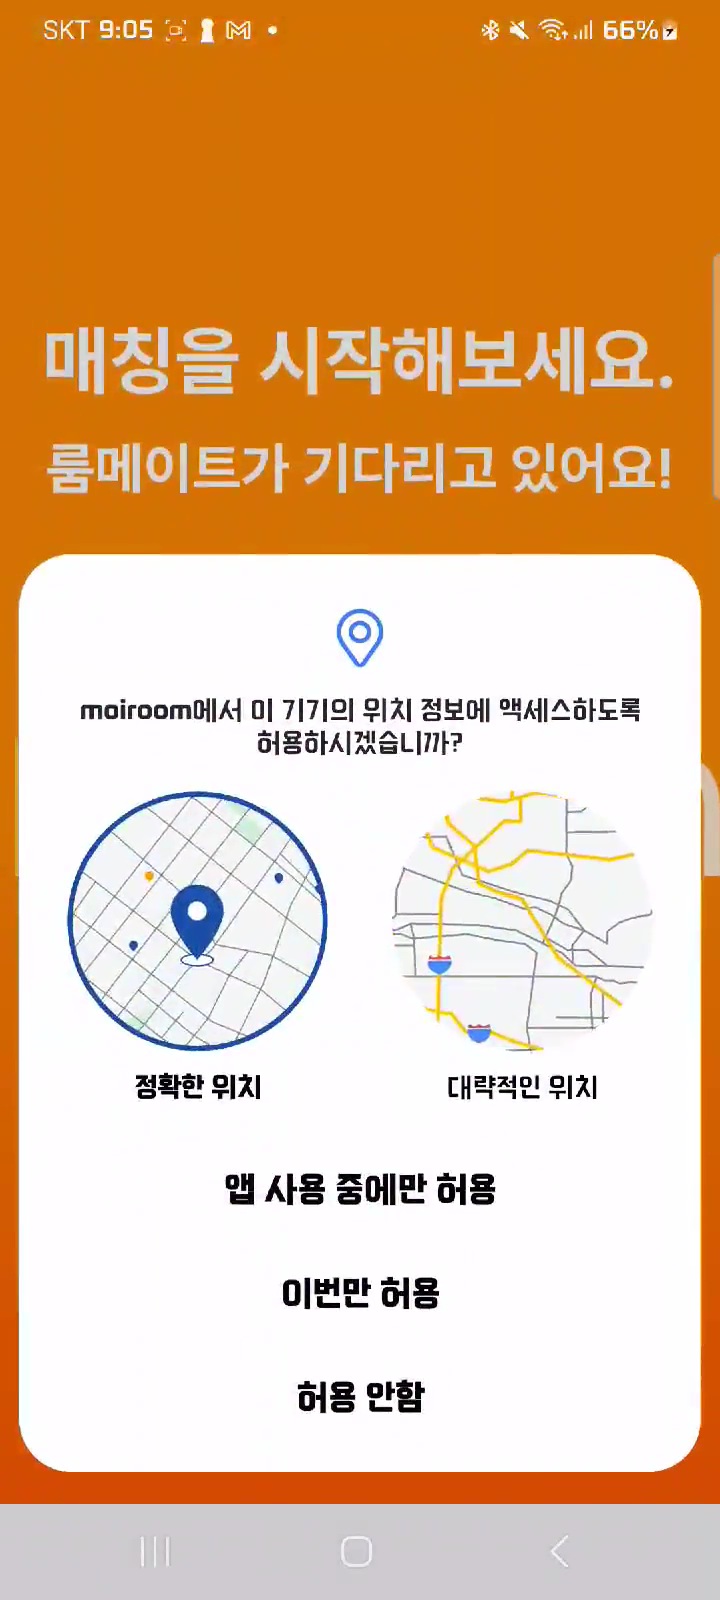 SKT 9:05 66%
매칭을 시작해보세요.
룸메이트가 기다리고 있어요!
moiroom에서 이 기기의 위치 정보에 액세스하도록
허용하시겠습니까?
정확한 위치 대략적인 위치
앱 사용 중에만 허용
이번만 허용
허용 안함